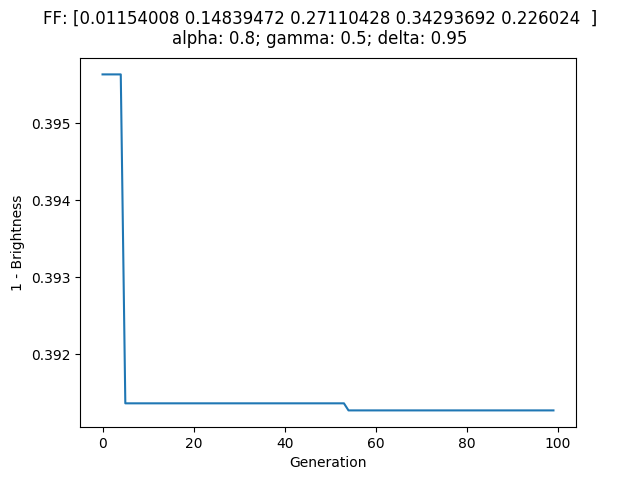 FF: [0.01154008 0.14839472 0.27110428 0.34293692 0.226024  ]
alpha: 0.8; gamma: 0.5; delta: 0.95
0.395
0.394
0.393
0.392
1 - Brightness
0 20 40 60 80 100
Generation